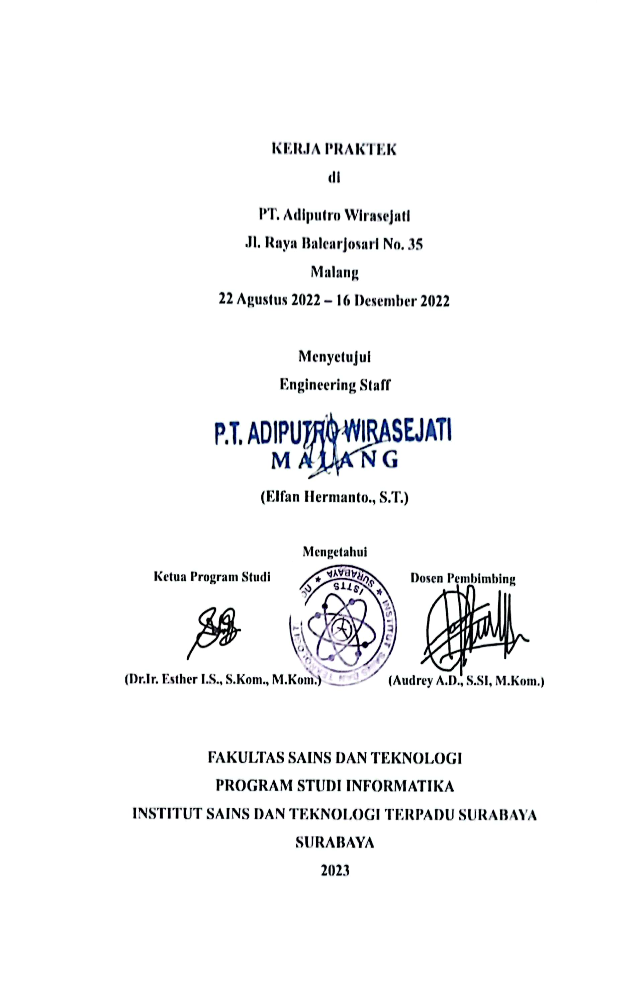 KERJA PRAKTEK
di
PT. Adiputro Wirasejati
Jl. Raya Balearjosari No. 35
Malang
22 Agustus 2022 – 16 Desember 2022
Menyetujui
Engineering Staff
P.T. ADIPUTRO WIRASEJATI
MALANG
(Elfan Hermanto., S.T.)
Mengetahui
Ketua Program Studi
Dosen Pembimbing
SURABAYA ★ INSTITUT SAINS DAN TEKNOLOGI
ISTTS
(Dr.Ir. Esther I.S., S.Kom., M.Kom.)
(Audrey A.D., S.SI, M.Kom.)
FAKULTAS SAINS DAN TEKNOLOGI
PROGRAM STUDI INFORMATIKA
INSTITUT SAINS DAN TEKNOLOGI TERPADU SURABAYA
SURABAYA
2023